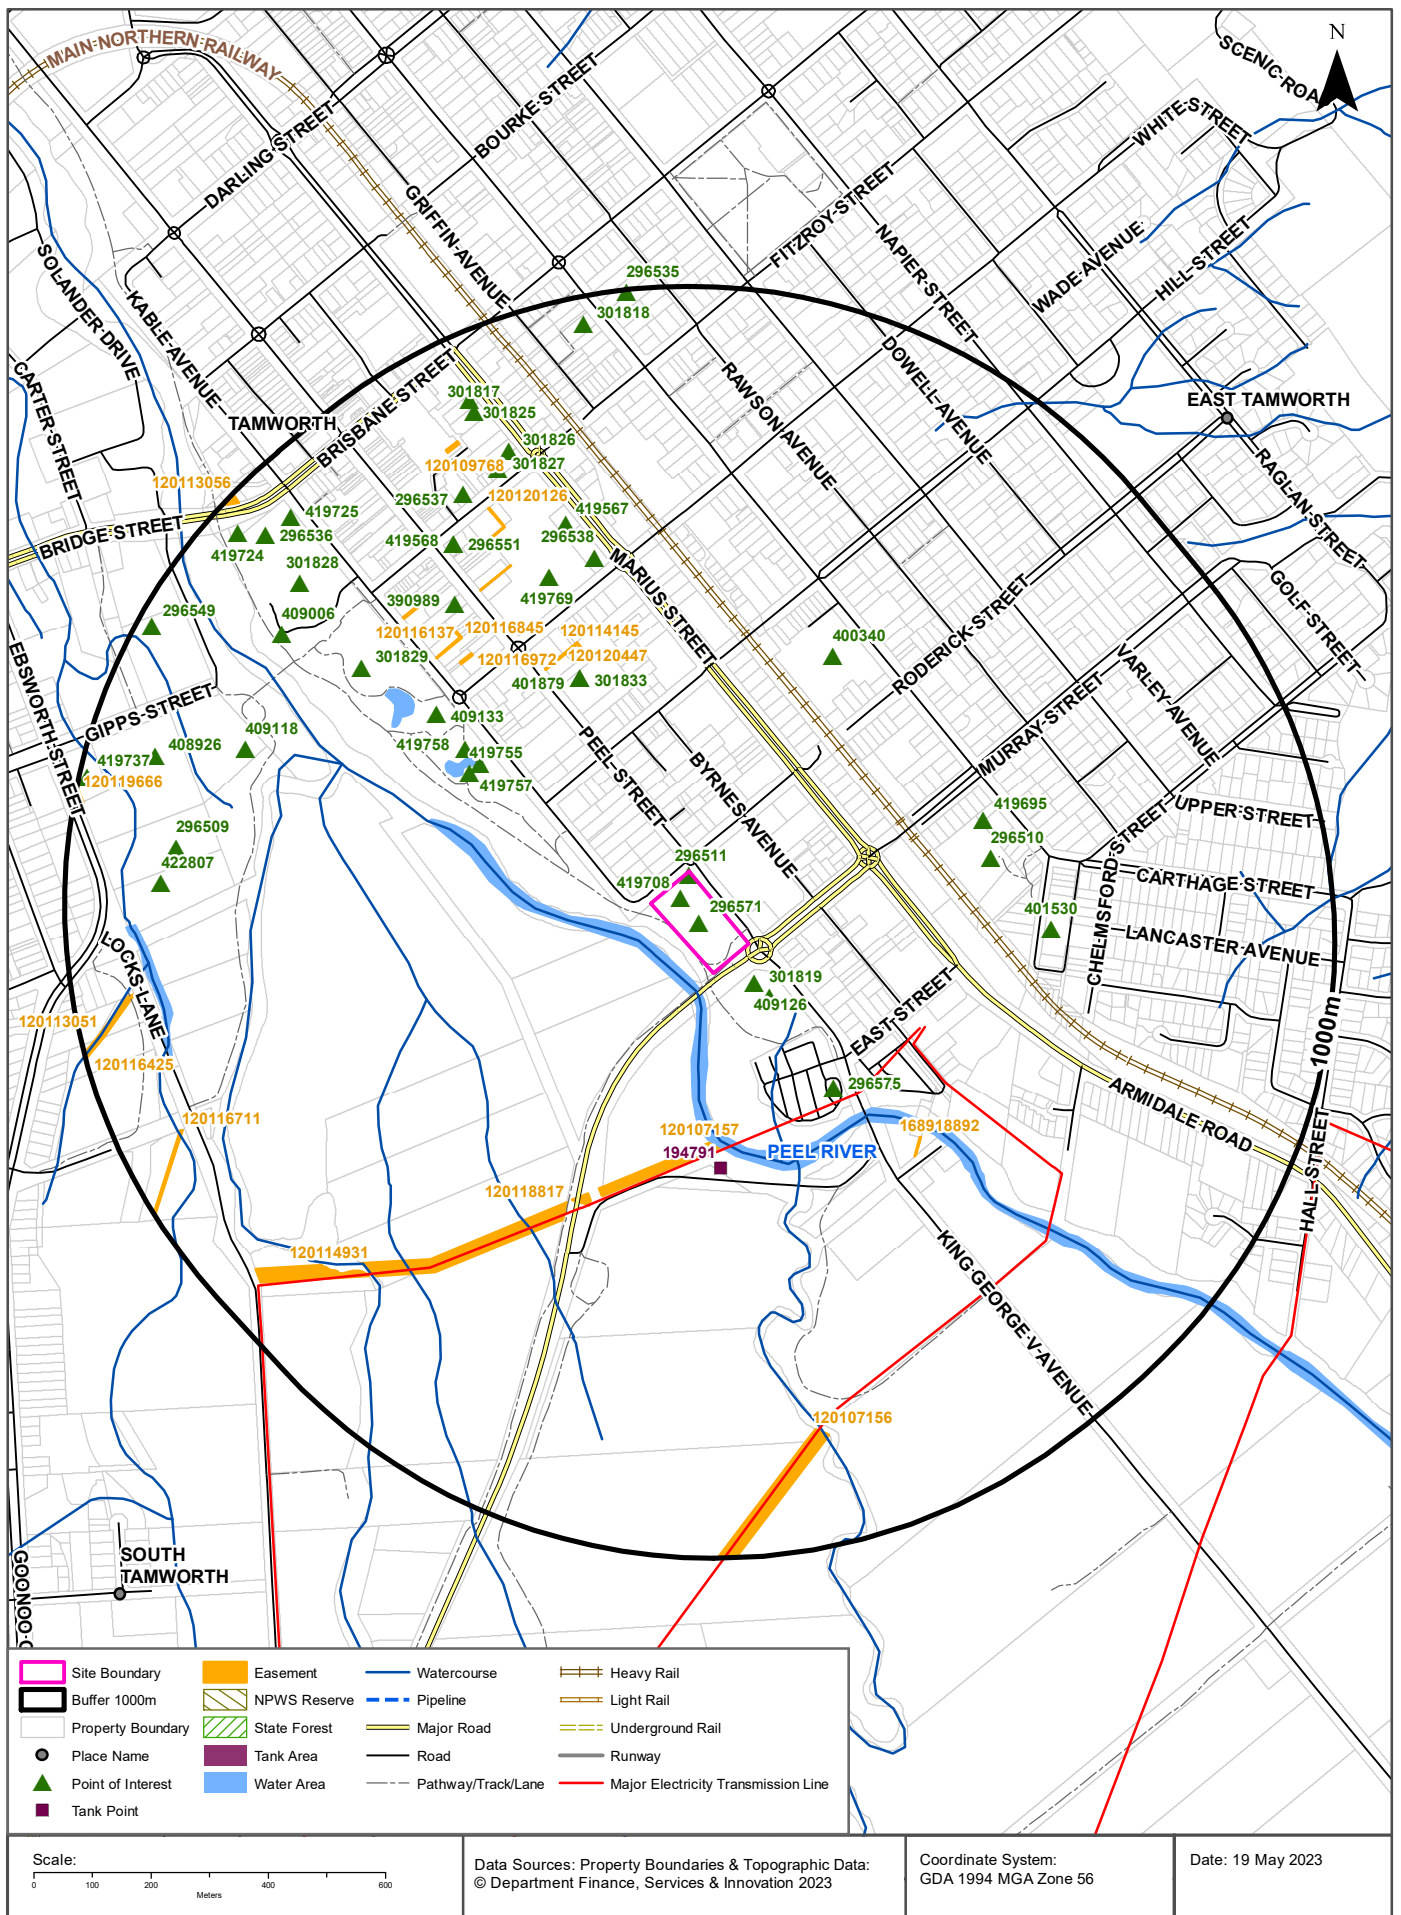 N
SCENIC ROA
MAIN NORTHERN RAILWAY
BOURKE STREET
WHITE STREET
DARLING STREET
GRIFFIN AVENUE
FITZROY STREET
NAPIER STREET
WADE AVENUE
HILL STREET
SOLANDER DRIVE
KABLE AVENUE
296535
301818
CARTER STREET
DOWELL AVENUE
RAWSON AVENUE
301817
301825
EAST TAMWORTH
TAMWORTH
BRISBANE STREET
301826
120109768
301827
RAGLAN STREET
120113056
296537
120120126
419725
419567
BRIDGE STREET
296536
419724
419568
296551
296538
301828
MARIUS STREET
GOLF STREET
390989
419769
RODERICK STREET
296549
409006
120116137
120116845
120114145
400340
EBSWORTH STREET
301829
120116972
120120447
401879
301833
VARLEY AVENUE
GIPPS STREET
MURRAY STREET
409133
409118
408926
419758
419755
419737
120119666
419757
PEEL STREET
BYRNES AVENUE
UPPER STREET
419695
296509
296510
422807
296511
419708
CARTHAGE STREET
CHELMSFORD STREET
296571
401530
LANCASTER AVENUE
LOCKS LANE
301819
409126
120113051
EAST STREET
1000m
120116425
296575
ARMIDALE ROAD
120116711
120107157
168918892
194791
PEEL RIVER
HALL STREET
120118817
120114931
KING GEORGE V AVENUE
120107156
SOUTH
TAMWORTH
GOONOO G
Site Boundary
Easement
Watercourse
Heavy Rail
Buffer 1000m
NPWS Reserve
Pipeline
Light Rail
Property Boundary
State Forest
Major Road
Underground Rail
Place Name
Tank Area
Road
Runway
Point of Interest
Water Area
Pathway/Track/Lane
Major Electricity Transmission Line
Tank Point
Scale:
0 100 200 400 600
Meters
Data Sources: Property Boundaries & Topographic Data:
© Department Finance, Services & Innovation 2023
Coordinate System:
GDA 1994 MGA Zone 56
Date: 19 May 2023